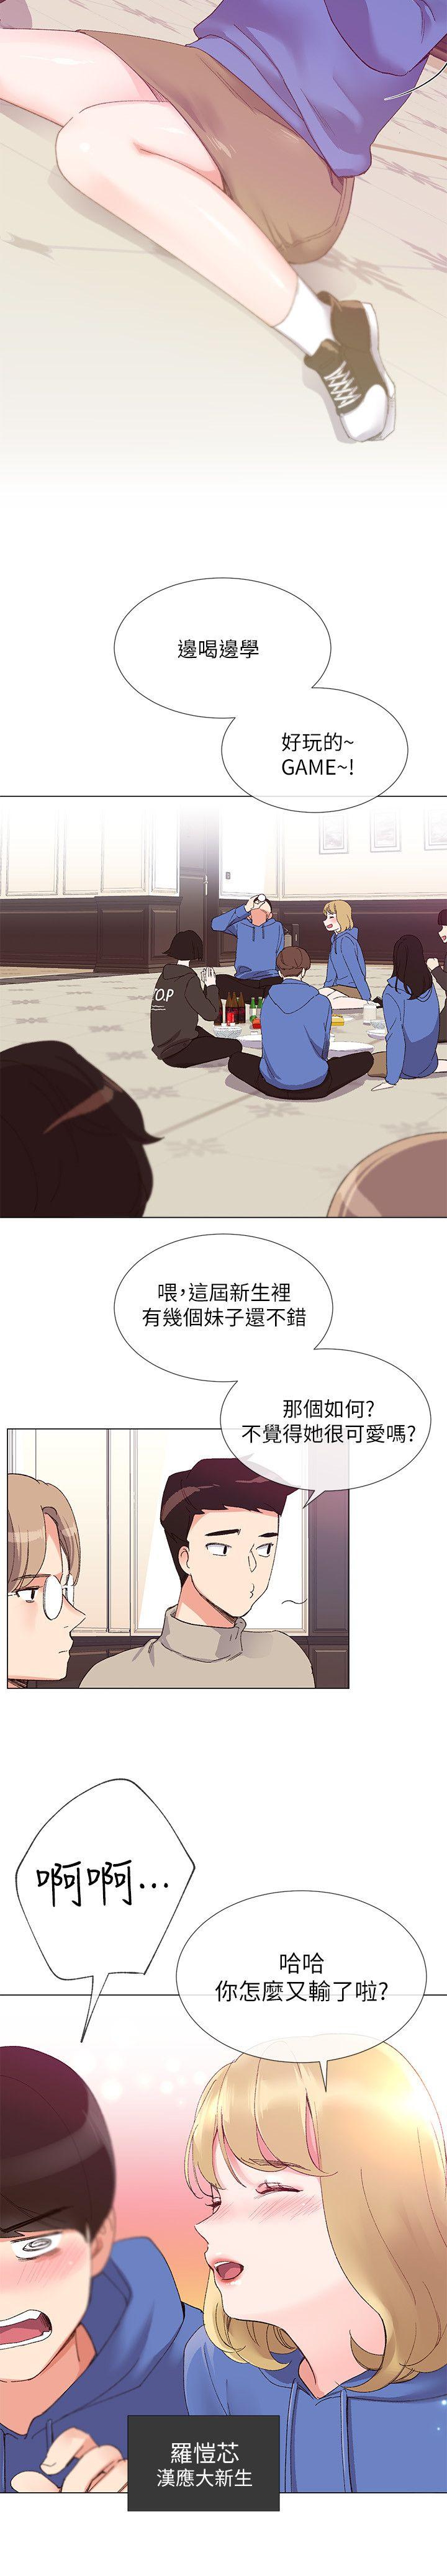 邊喝邊學
好玩的~
GAME~!
T.O.P
喂,這屆新生裡
有幾個妹子還不錯
那個如何?
不覺得她很可愛嗎?
啊啊…
哈哈
你怎麼又輸了啦?
羅愷芯
漢應大新生